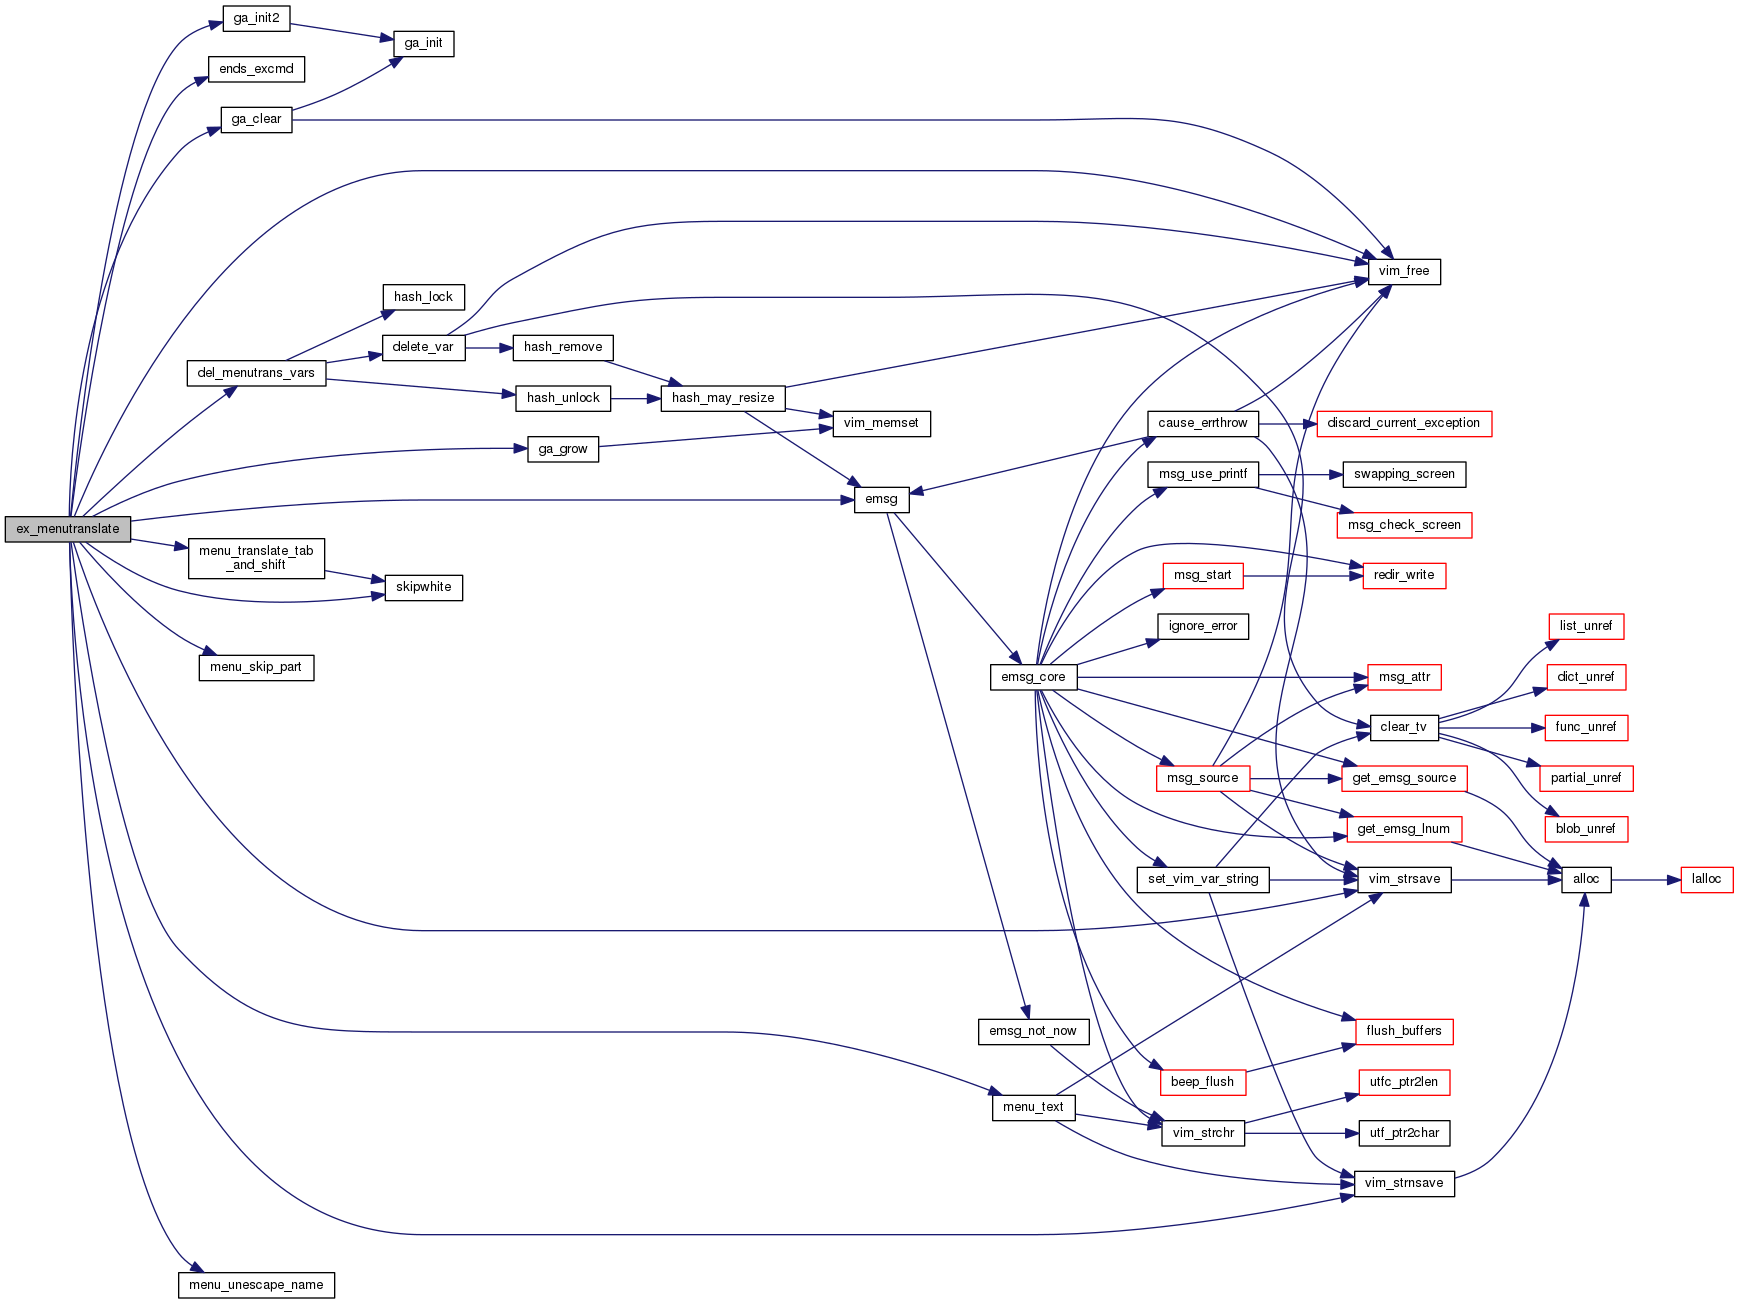 ga_init2
ga_init
ends_excmd
ga_clear
vim_free
hash_lock
delete_var
hash_remove
del_menutrans_vars
hash_unlock
hash_may_resize
vim_memset
cause_errthrow
discard_current_exception
ga_grow
msg_use_printf
swapping_screen
emsg
msg_check_screen
ex_menutranslate
menu_translate_tab
_and_shift
skipwhite
msg_start
redir_write
ignore_error
list_unref
menu_skip_part
emsg_core
msg_attr
dict_unref
clear_tv
func_unref
msg_source
get_emsg_source
partial_unref
get_emsg_lnum
blob_unref
set_vim_var_string
vim_strsave
alloc
lalloc
emsg_not_now
flush_buffers
beep_flush
utfc_ptr2len
menu_text
vim_strchr
utf_ptr2char
vim_strnsave
menu_unescape_name